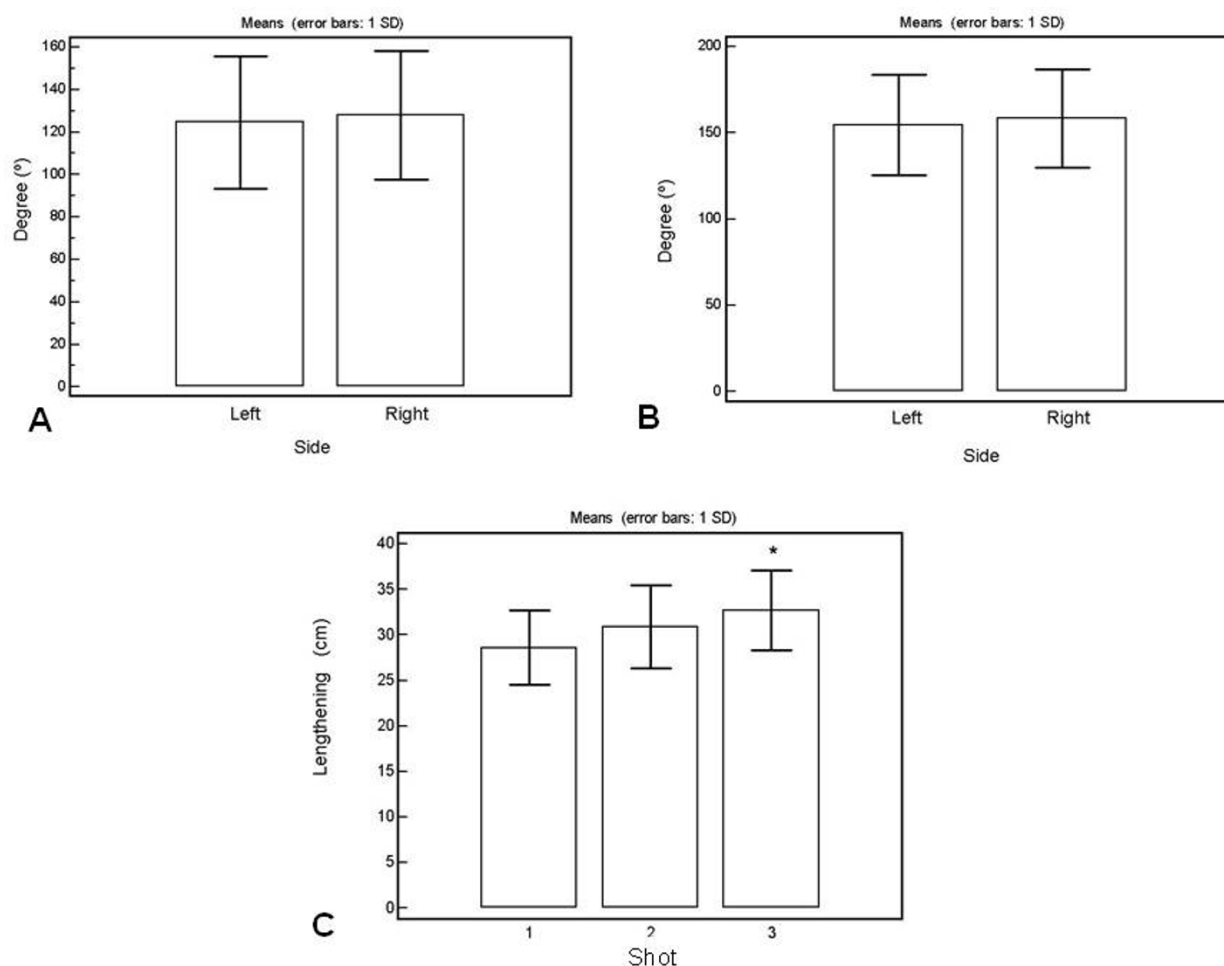 Means (error bars: 1 SD)
160
140
120
100
80
60
40
20
0
Degree (°)
Left
Right
Side
A
Means (error bars: 1 SD)
200
150
100
50
0
Degree (°)
Left
Right
Side
B
Means (error bars: 1 SD)
40
35
30
25
20
15
10
5
0
Lengthening (cm)
*
1
2
3
Shot
C